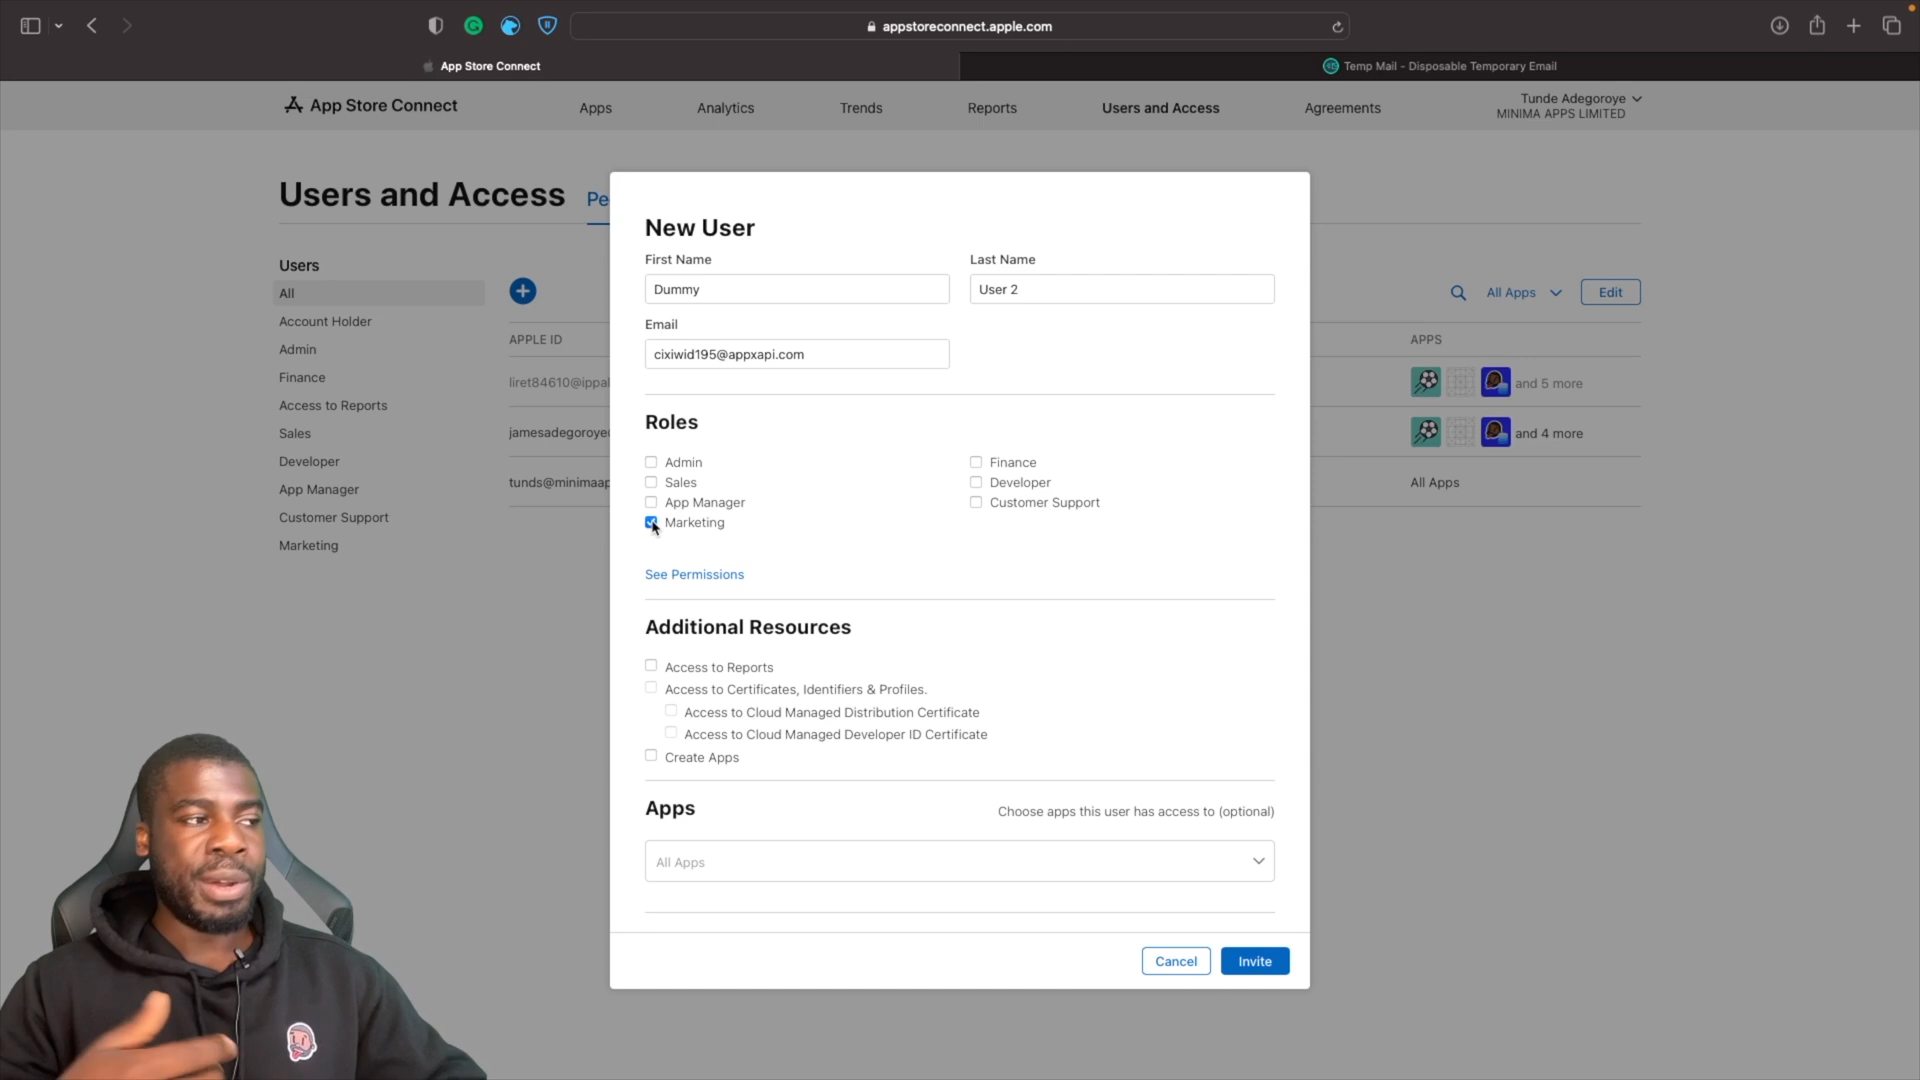 appstoreconnect.apple.com
App Store Connect
Temp Mail - Disposable Temporary Email
App Store Connect
Apps
Analytics
Trends
Reports
Users and Access
Agreements
Tunde Adegoroye
MINIMA APPS LIMITED
Users and Access
Pe
Users
All
Account Holder
Admin
Finance
Access to Reports
Sales
Developer
App Manager
Customer Support
Marketing
All Apps
Edit
APPLE ID
APPS
liret84610@ippal
and 5 more
jamesadegoroye
and 4 more
tunds@minimaap
All Apps
New User
First Name
Last Name
Dummy
User 2
Email
cixiwid195@appxapi.com
Roles
Admin
Finance
Sales
Developer
App Manager
Customer Support
Marketing
See Permissions
Additional Resources
Access to Reports
Access to Certificates, Identifiers & Profiles.
Access to Cloud Managed Distribution Certificate
Access to Cloud Managed Developer ID Certificate
Create Apps
Apps
Choose apps this user has access to (optional)
All Apps
Cancel
Invite